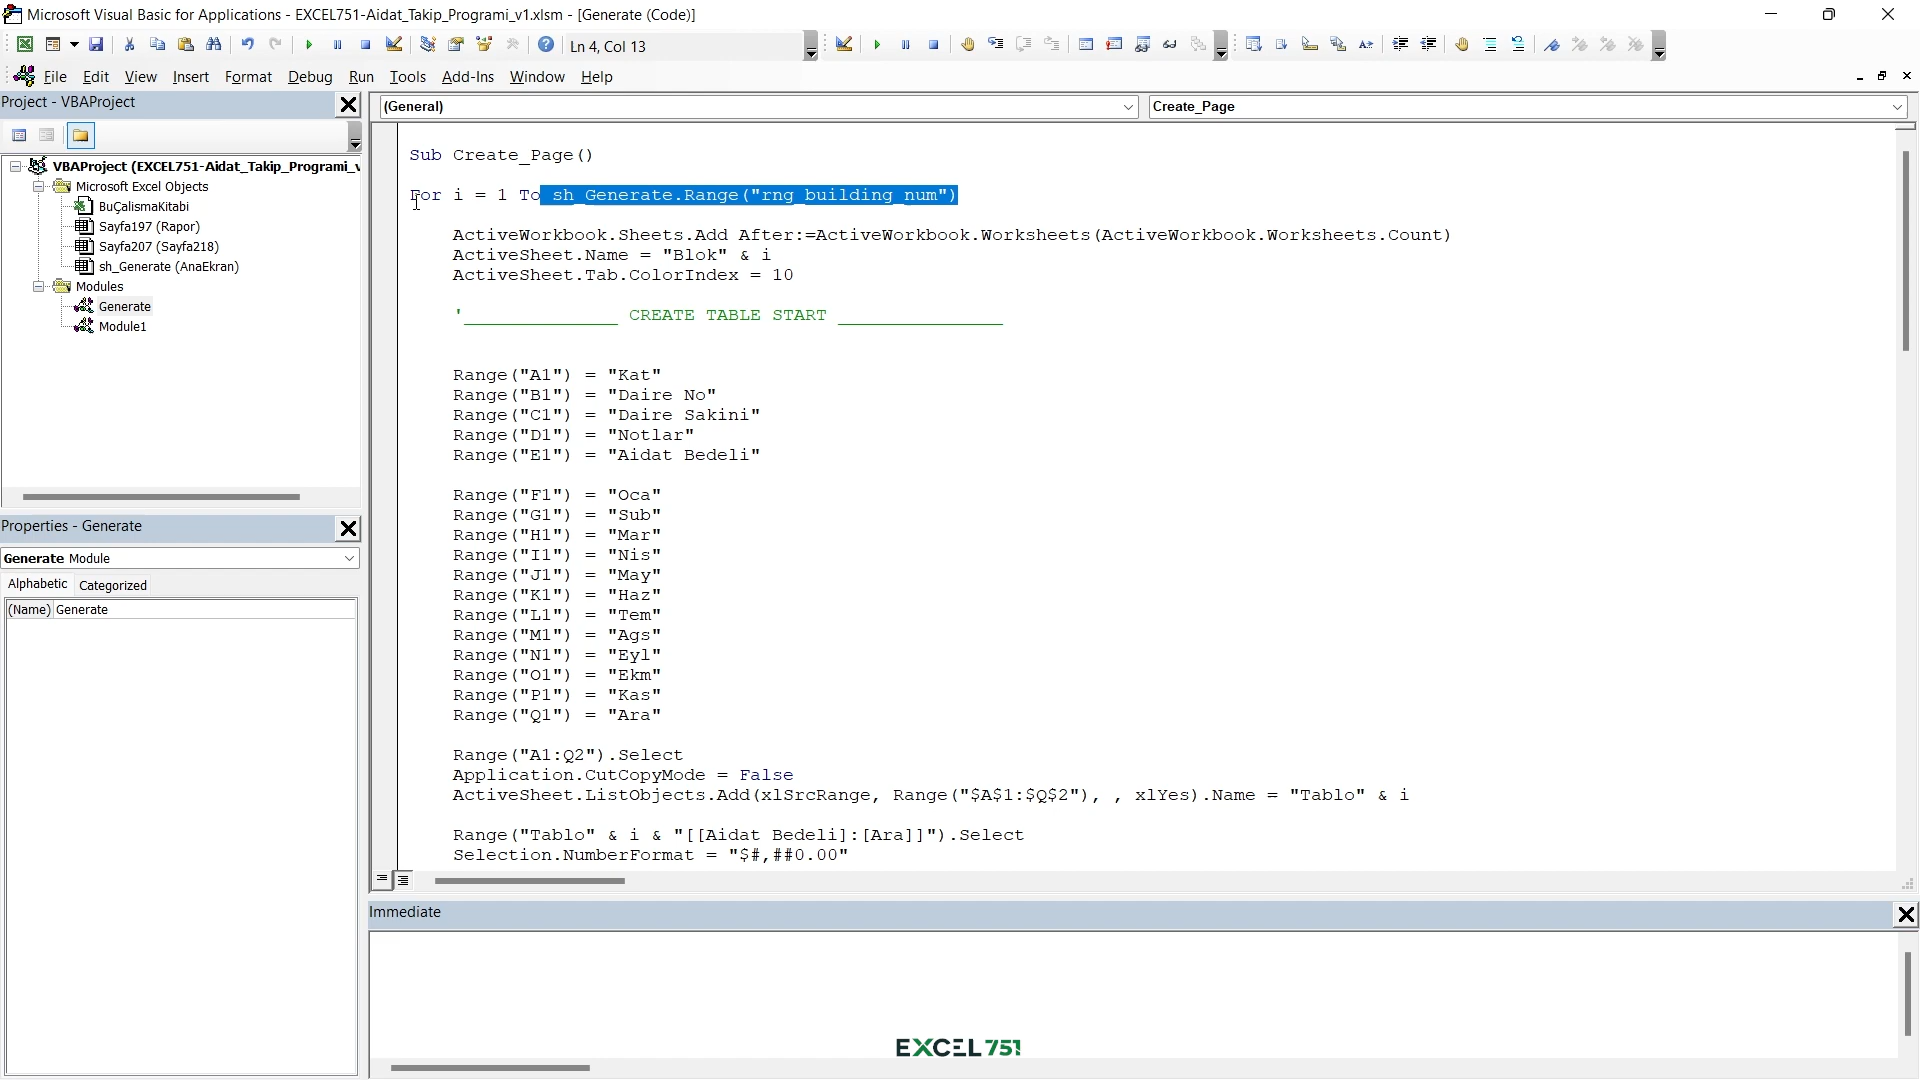 Microsoft Visual Basic for Applications - EXCEL751-Aidat_Takip_Programi_v1.xlsm - [Generate (Code)]
Ln 4, Col 13
File Edit View Insert Format Debug Run Tools Add-Ins Window Help
Project - VBAProject
(General)
Create_Page
VBAProject (EXCEL751-Aidat_Takip_Programi_v
Microsoft Excel Objects
BuÇalismaKitabi
Sayfa197 (Rapor)
Sayfa207 (Sayfa218)
sh_Generate (AnaEkran)
Modules
Generate
Module1
Properties - Generate
Generate Module
Alphabetic Categorized
(Name) Generate
Sub Create_Page()
For i = 1 To sh_Generate.Range("rng_building_num")
ActiveWorkbook.Sheets.Add After:=ActiveWorkbook.Worksheets(ActiveWorkbook.Worksheets.Count)
ActiveSheet.Name = "Blok" & i
ActiveSheet.Tab.ColorIndex = 10
'______________ CREATE TABLE START _______________
Range("A1") = "Kat"
Range("B1") = "Daire No"
Range("C1") = "Daire Sakini"
Range("D1") = "Notlar"
Range("E1") = "Aidat Bedeli"
Range("F1") = "Oca"
Range("G1") = "Sub"
Range("H1") = "Mar"
Range("I1") = "Nis"
Range("J1") = "May"
Range("K1") = "Haz"
Range("L1") = "Tem"
Range("M1") = "Ags"
Range("N1") = "Eyl"
Range("O1") = "Ekm"
Range("P1") = "Kas"
Range("Q1") = "Ara"
Range("A1:Q2").Select
Application.CutCopyMode = False
ActiveSheet.ListObjects.Add(xlSrcRange, Range("$A$1:$Q$2"), , xlYes).Name = "Tablo" & i
Range("Tablo" & i & "[[Aidat Bedeli]:[Ara]]").Select
Selection.NumberFormat = "$#,##0.00"
Immediate
EXCEL 751